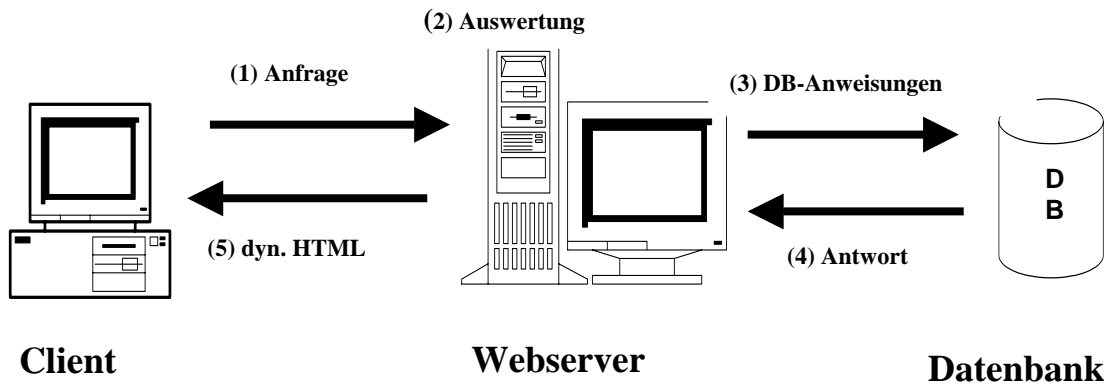 (2) Auswertung
(1) Anfrage
(3) DB-Anweisungen
D
B
(5) dyn. HTML
(4) Antwort
Client
Webserver
Datenbank